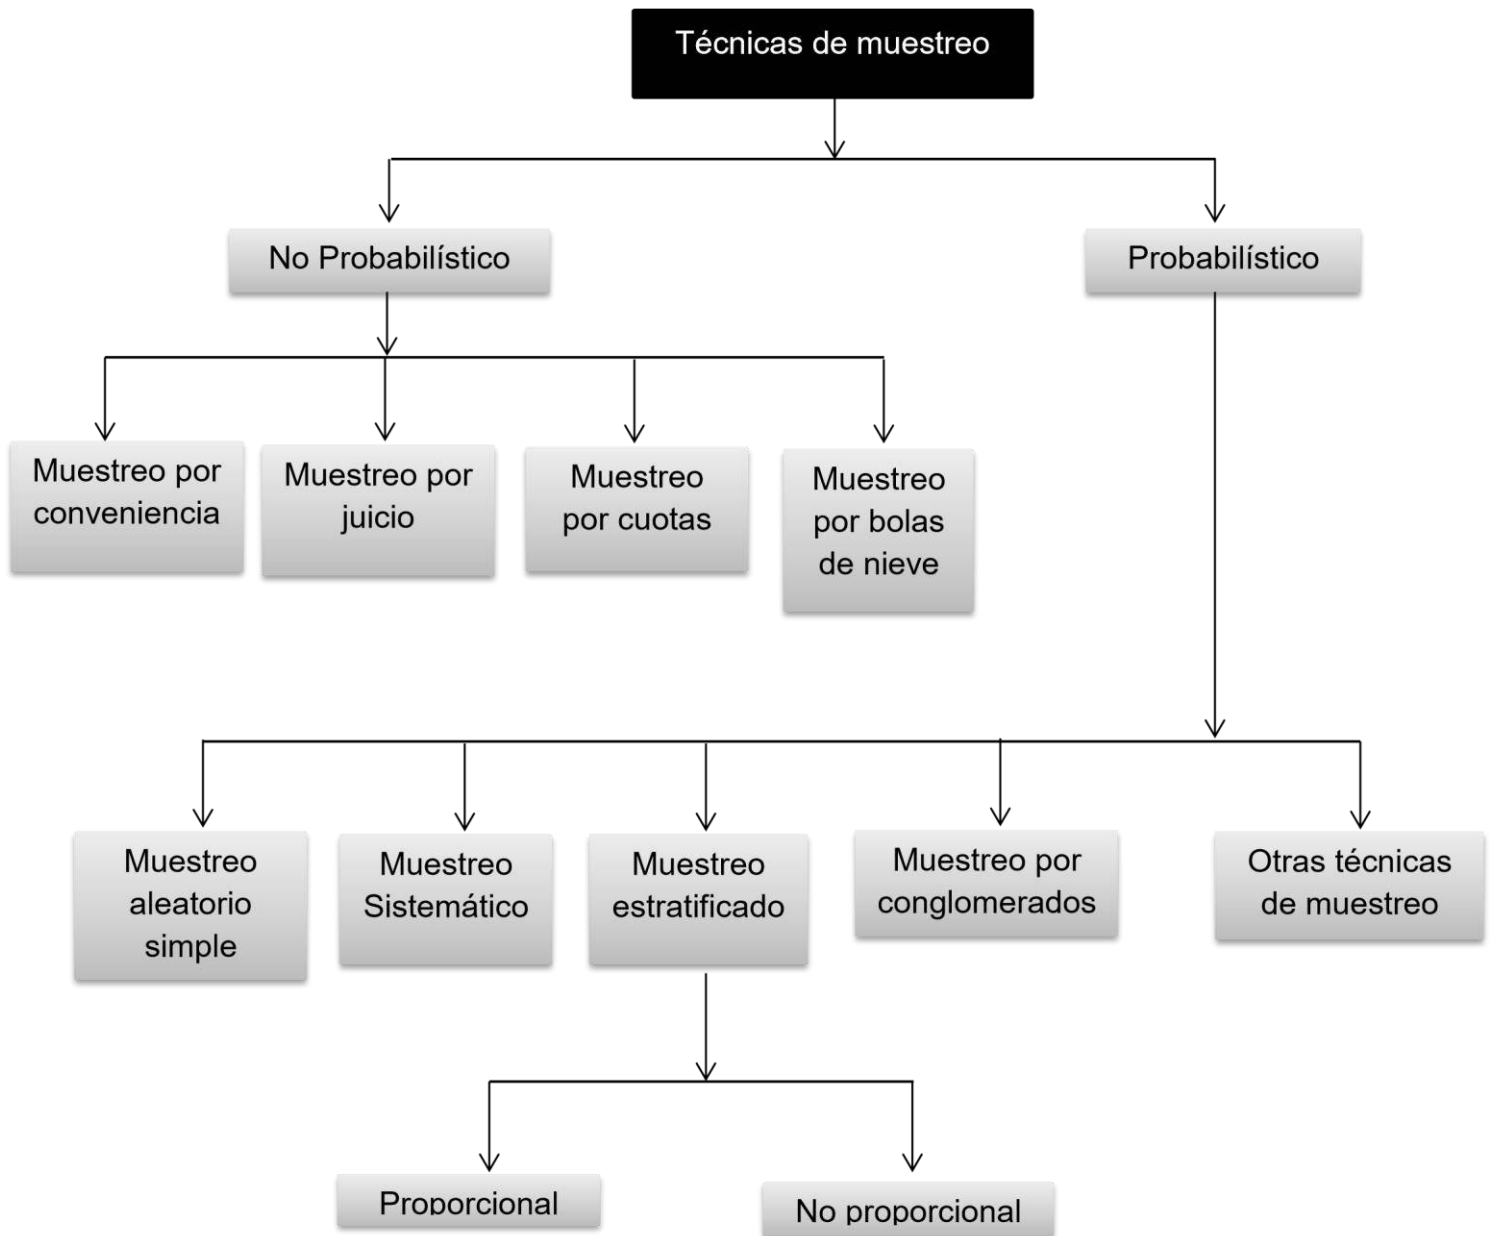 Técnicas de muestreo
No Probabilístico
Probabilístico
Muestreo por
conveniencia
Muestreo por
juicio
Muestreo
por cuotas
Muestreo
por bolas
de nieve
Muestreo
aleatorio
simple
Muestreo
Sistemático
Muestreo
estratificado
Muestreo por
conglomerados
Otras técnicas
de muestreo
Proporcional
No proporcional